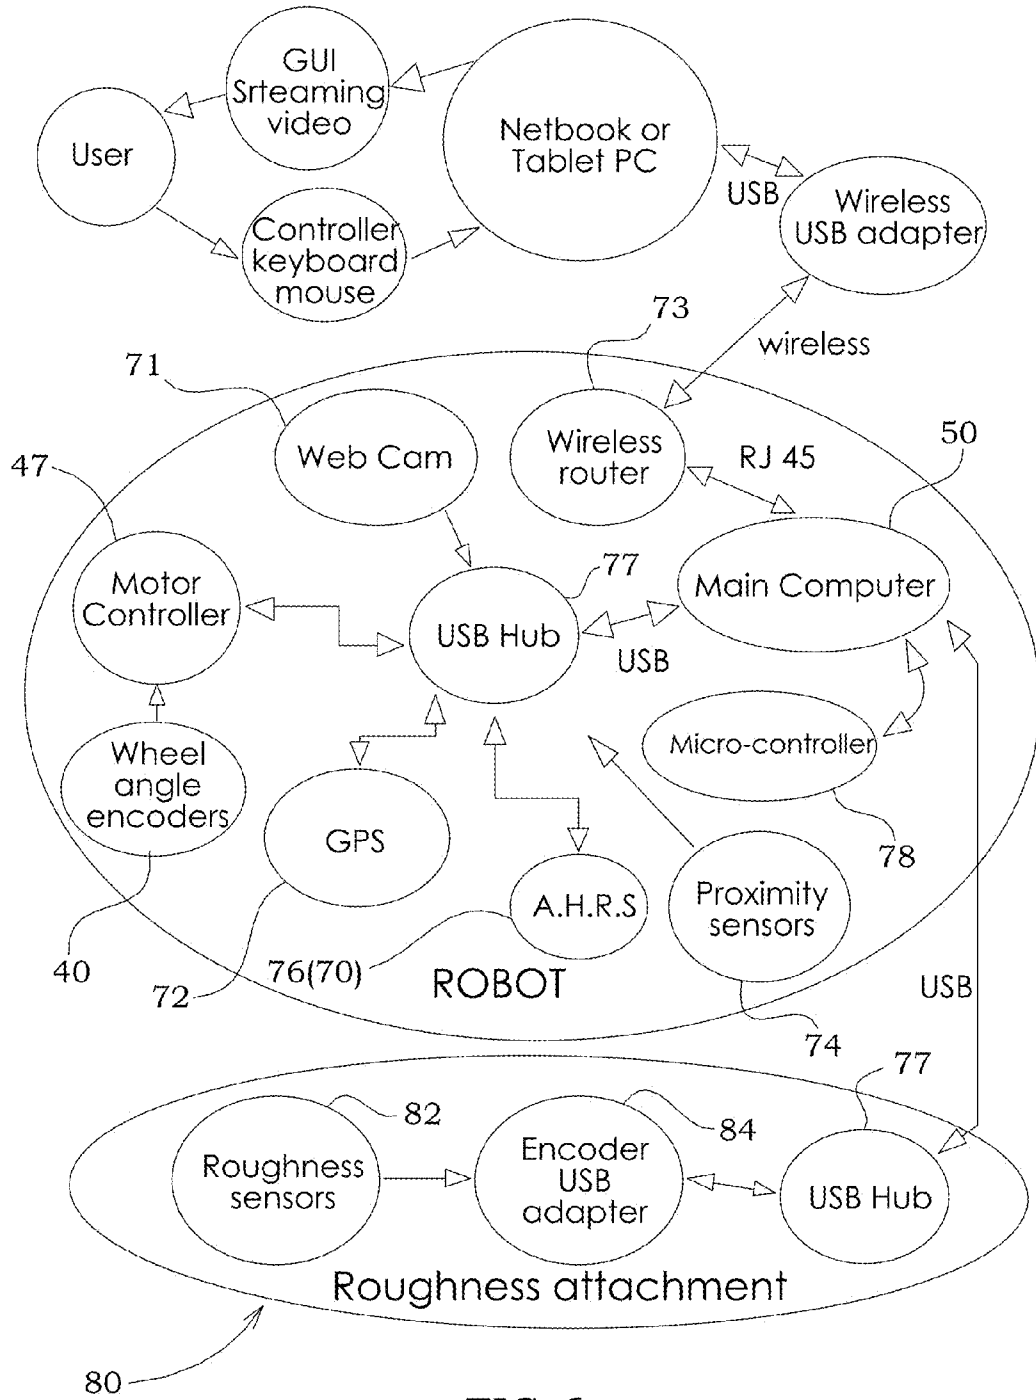 GUI
Srteaming
video
User
Netbook or
Tablet PC
USB
Wireless
USB adapter
Controller
keyboard
mouse
73
wireless
71
Web Cam
Wireless
router
RJ 45
50
47
Motor
Controller
77
USB Hub
USB
Main Computer
Micro-controller
Wheel
angle
encoders
GPS
78
A.H.R.S
Proximity
sensors
40
72
76(70)
ROBOT
USB
74
77
82
84
Roughness
sensors
Encoder
USB
adapter
USB Hub
Roughness attachment
80